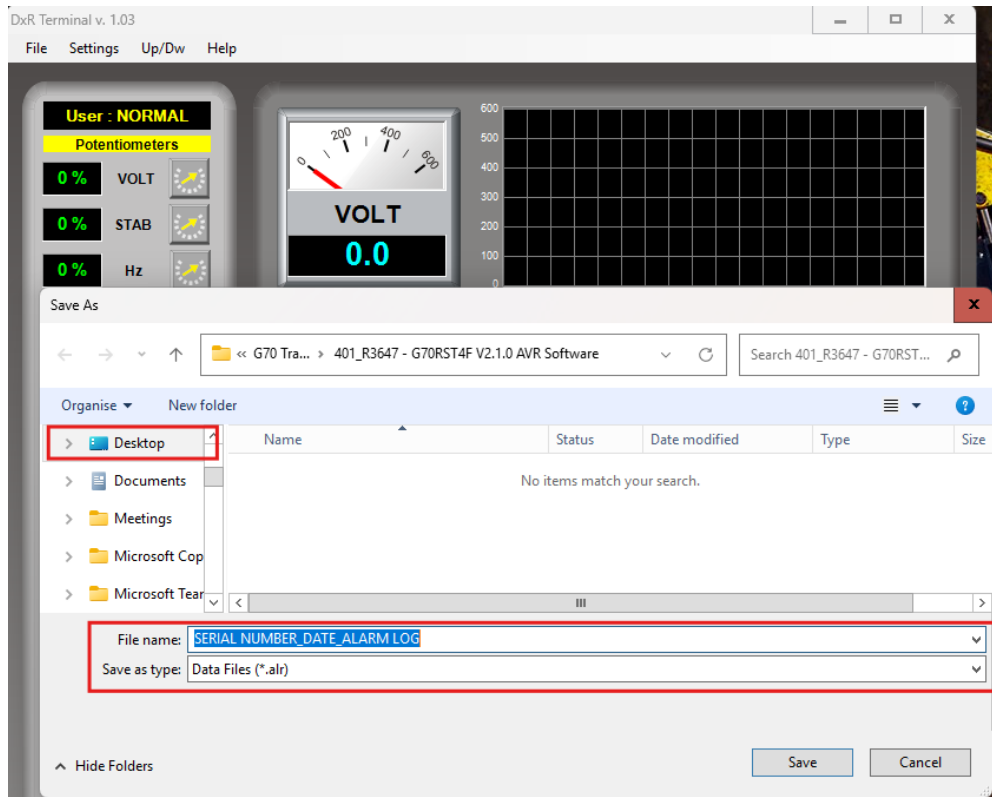 DxR Terminal v. 1.03
File Settings Up/Dw Help
User : NORMAL
Potentiometers
0 % VOLT
0 % STAB
0 % Hz
0 200 400 600
VOLT
0.0
600
500
400
300
200
100
0
Save As
« G70 Tra... › 401_R3647 - G70RST4F V2.1.0 AVR Software
Search 401_R3647 - G70RST...
Organise New folder
Name Status Date modified Type Size
Desktop
Documents
Meetings
Microsoft Cop
Microsoft Tear
No items match your search.
File name: SERIAL NUMBER_DATE_ALARM LOG
Save as type: Data Files (*.alr)
Hide Folders
Save Cancel